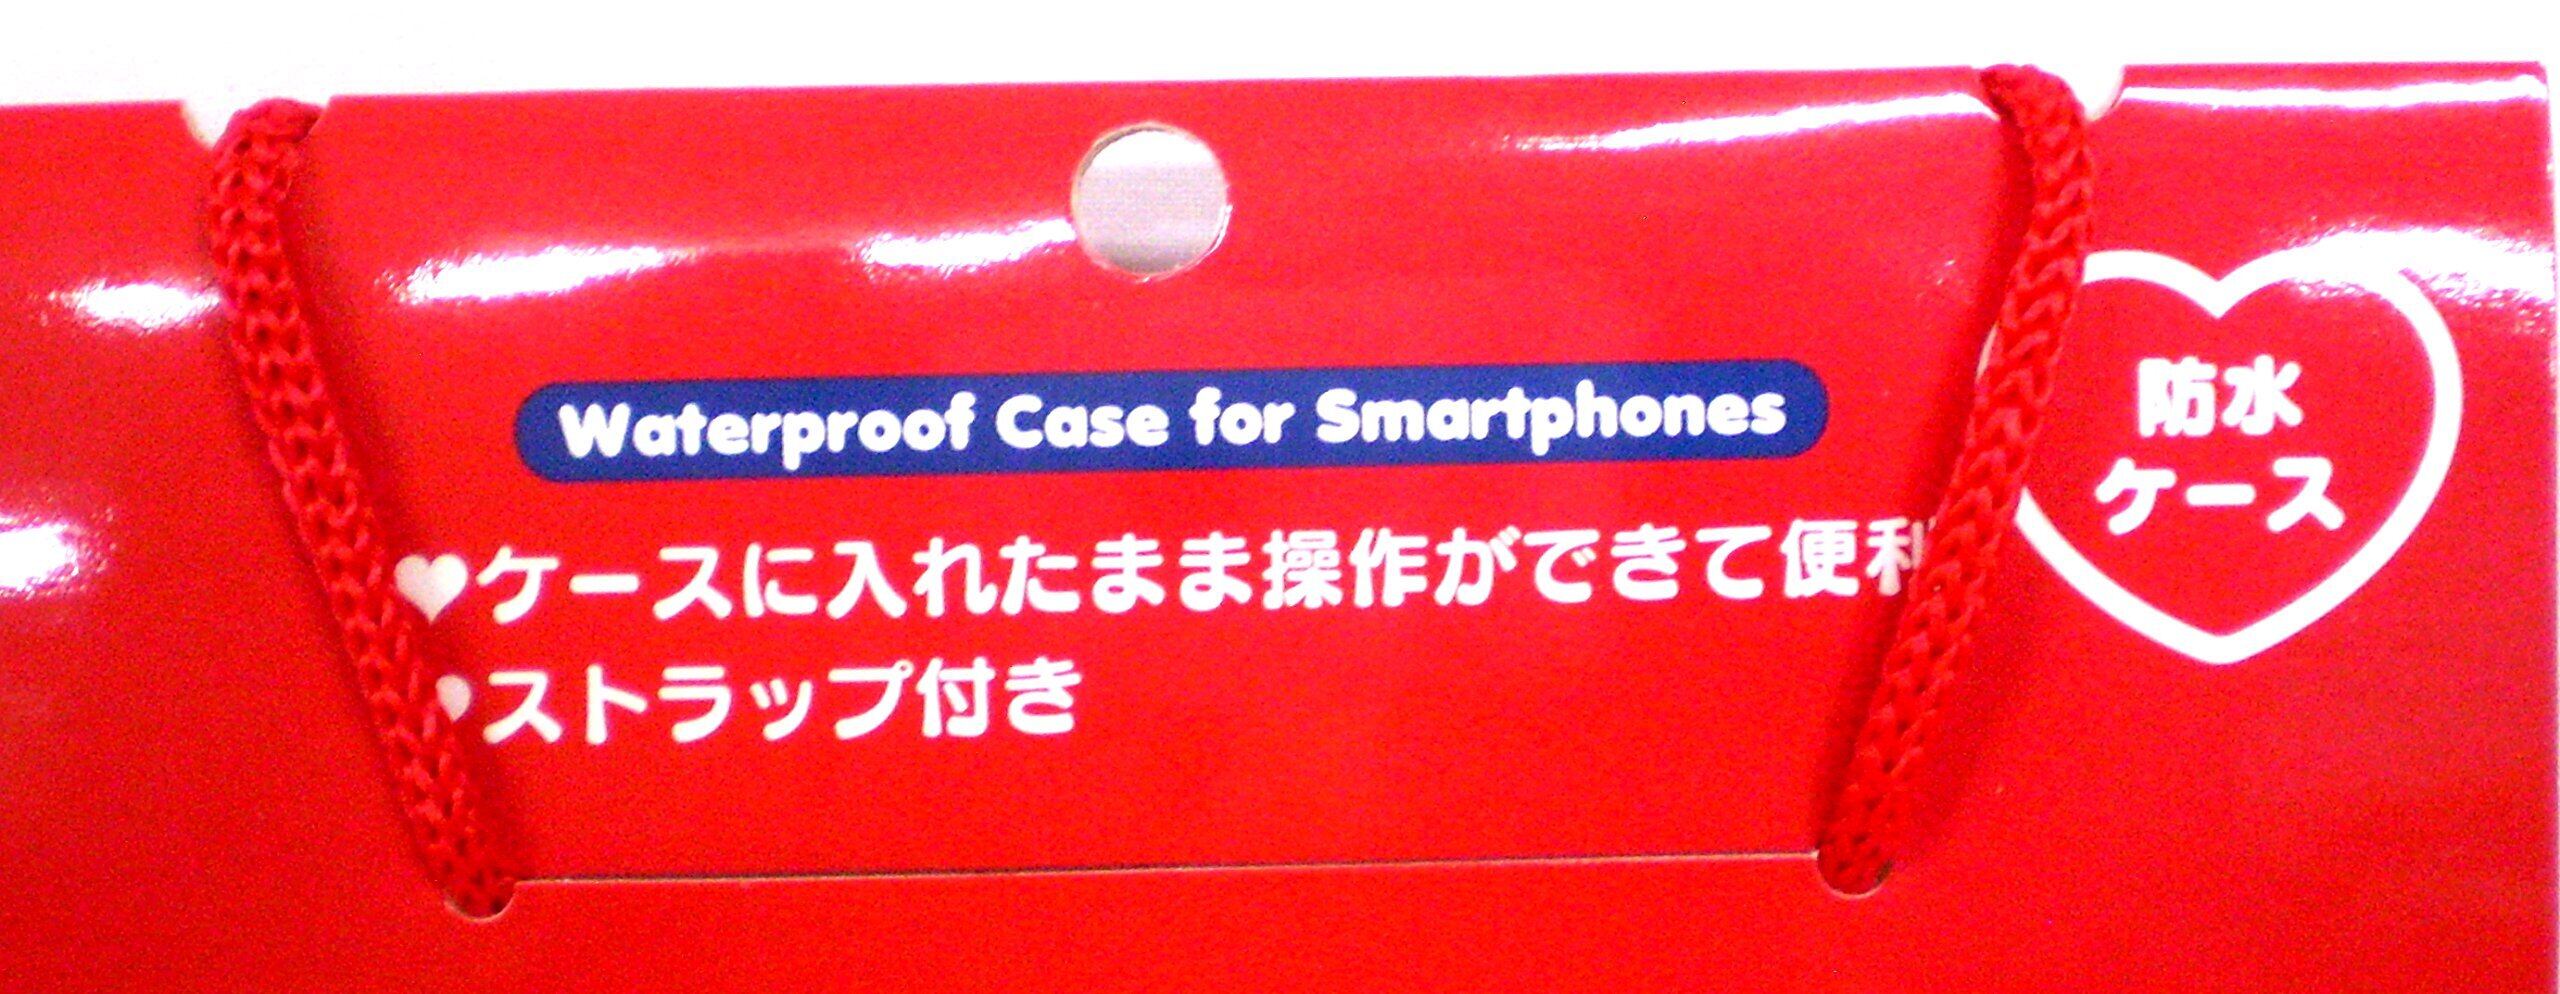 Waterproof Case for Smartphones
♥ケースに入れたまま操作ができて便利
♥ストラップ付き
防水
ケース